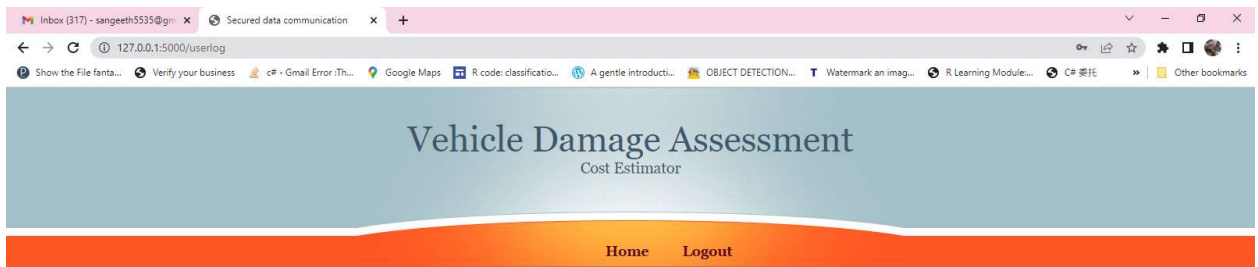 Inbox (317) - sangeeth5535@gm
Secured data communication
127.0.0.1:5000/userlog
Show the File fanta... Verify your business c# - Gmail Error :Th... Google Maps R code: classificatio... A gentle introducti... OBJECT DETECTION... Watermark an imag... R Learning Module:... C# 委托 » Other bookmarks
Vehicle Damage Assessment
Cost Estimator
Home Logout